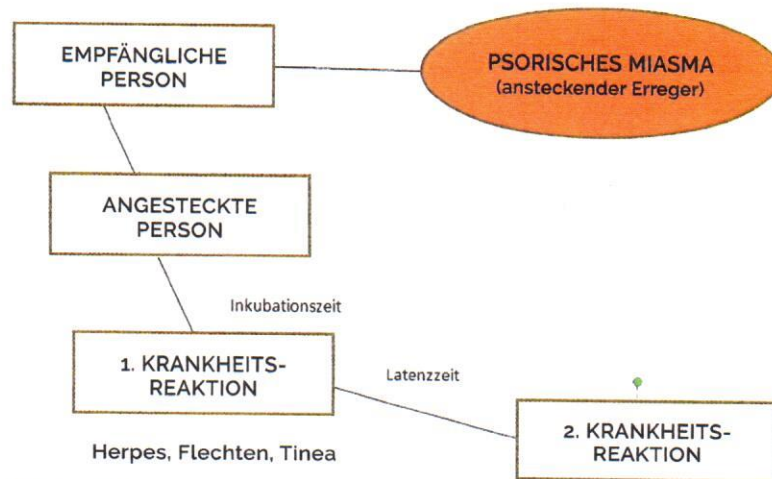 EMPFÄNGLICHE
PERSON
PSORISCHES MIASMA
(ansteckender Erreger)
ANGESTECKTE
PERSON
Inkubationszeit
1. KRANKHEITS-
REAKTION
Latenzzeit
2. KRANKHEITS-
REAKTION
Herpes, Flechten, Tinea